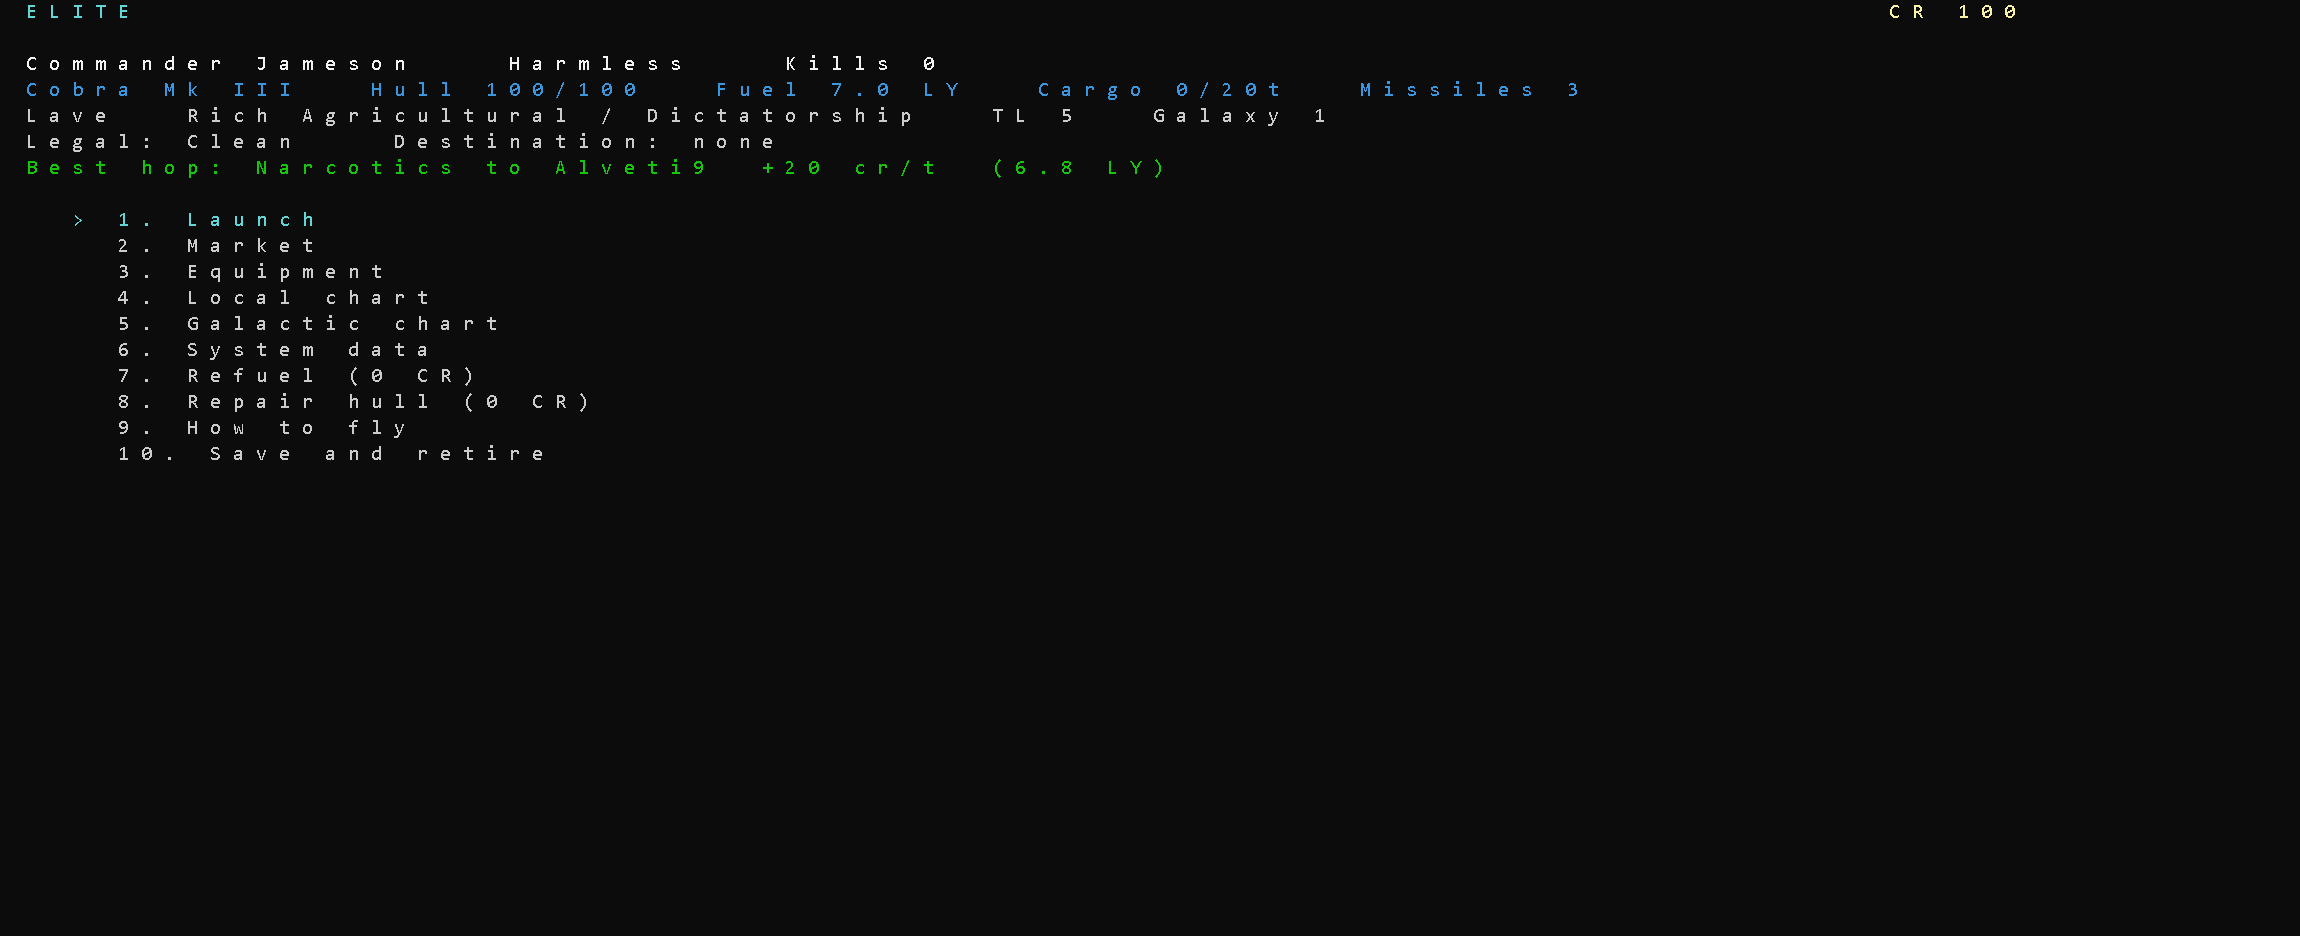 ELITE CR 100
Commander Jameson Harmless Kills 0
Cobra Mk III Hull 100/100 Fuel 7.0 LY Cargo 0/20t Missiles 3
Lave Rich Agricultural / Dictatorship TL 5 Galaxy 1
Legal: Clean Destination: none
Best hop: Narcotics to Alveti9 +20 cr/t (6.8 LY)
> 1. Launch
2. Market
3. Equipment
4. Local chart
5. Galactic chart
6. System data
7. Refuel (0 CR)
8. Repair hull (0 CR)
9. How to fly
10. Save and retire